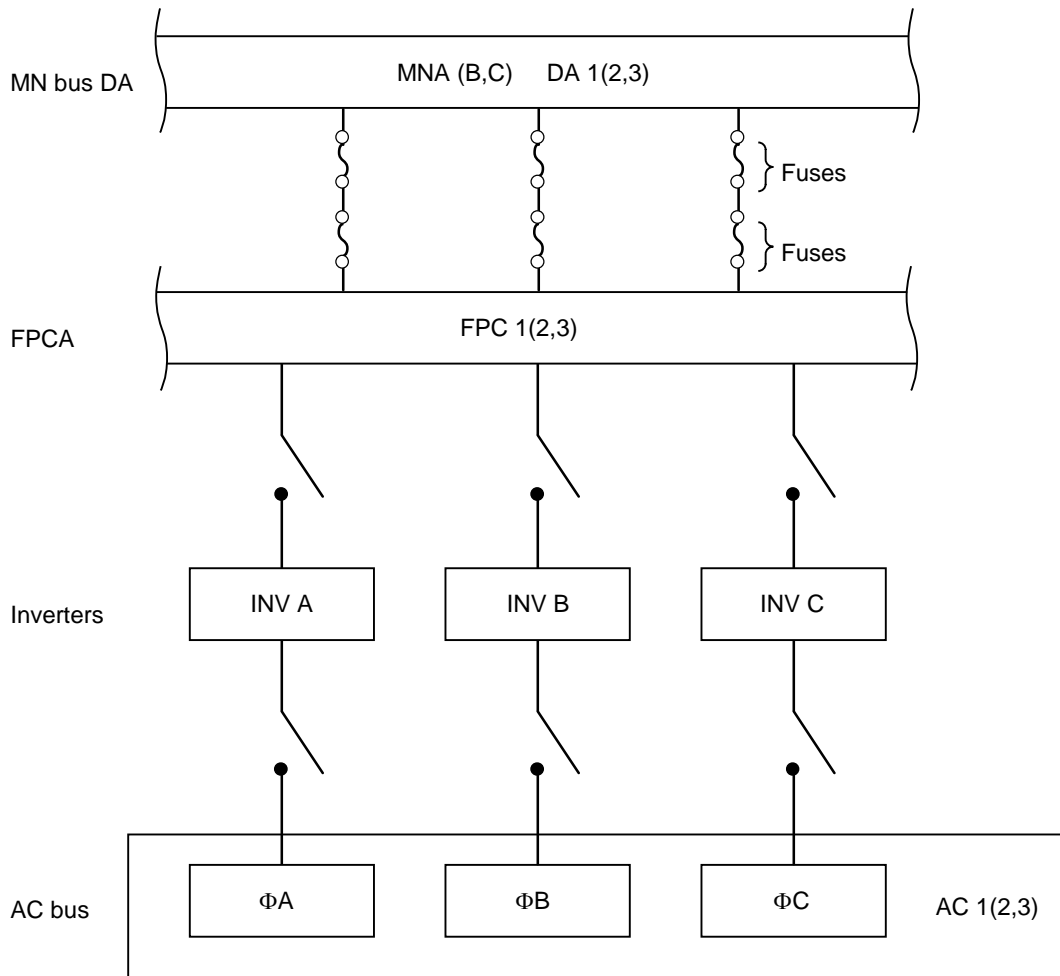 MN bus DA
MNA (B,C) DA 1(2,3)
Fuses
Fuses
FPCA
FPC 1(2,3)
Inverters
INV A
INV B
INV C
AC bus
ΦA
ΦB
ΦC
AC 1(2,3)